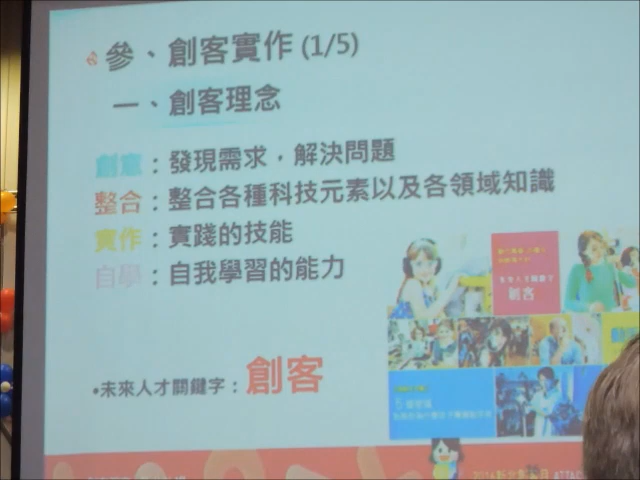 參、創客實作 (1/5)
一、創客理念
創意：發現需求，解決問題
整合：整合各種科技元素以及各領域知識
實作：實踐的技能
自學：自我學習的能力
•未來人才關鍵字：創客
創客